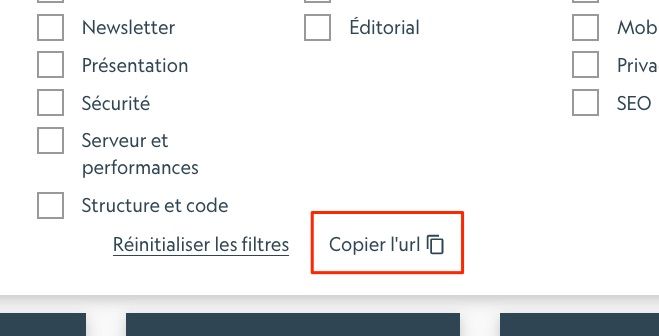 Newsletter
Éditorial
Mob
Présentation
Priva
Sécurité
SEO
Serveur et
performances
Structure et code
Réinitialiser les filtres
Copier l'url